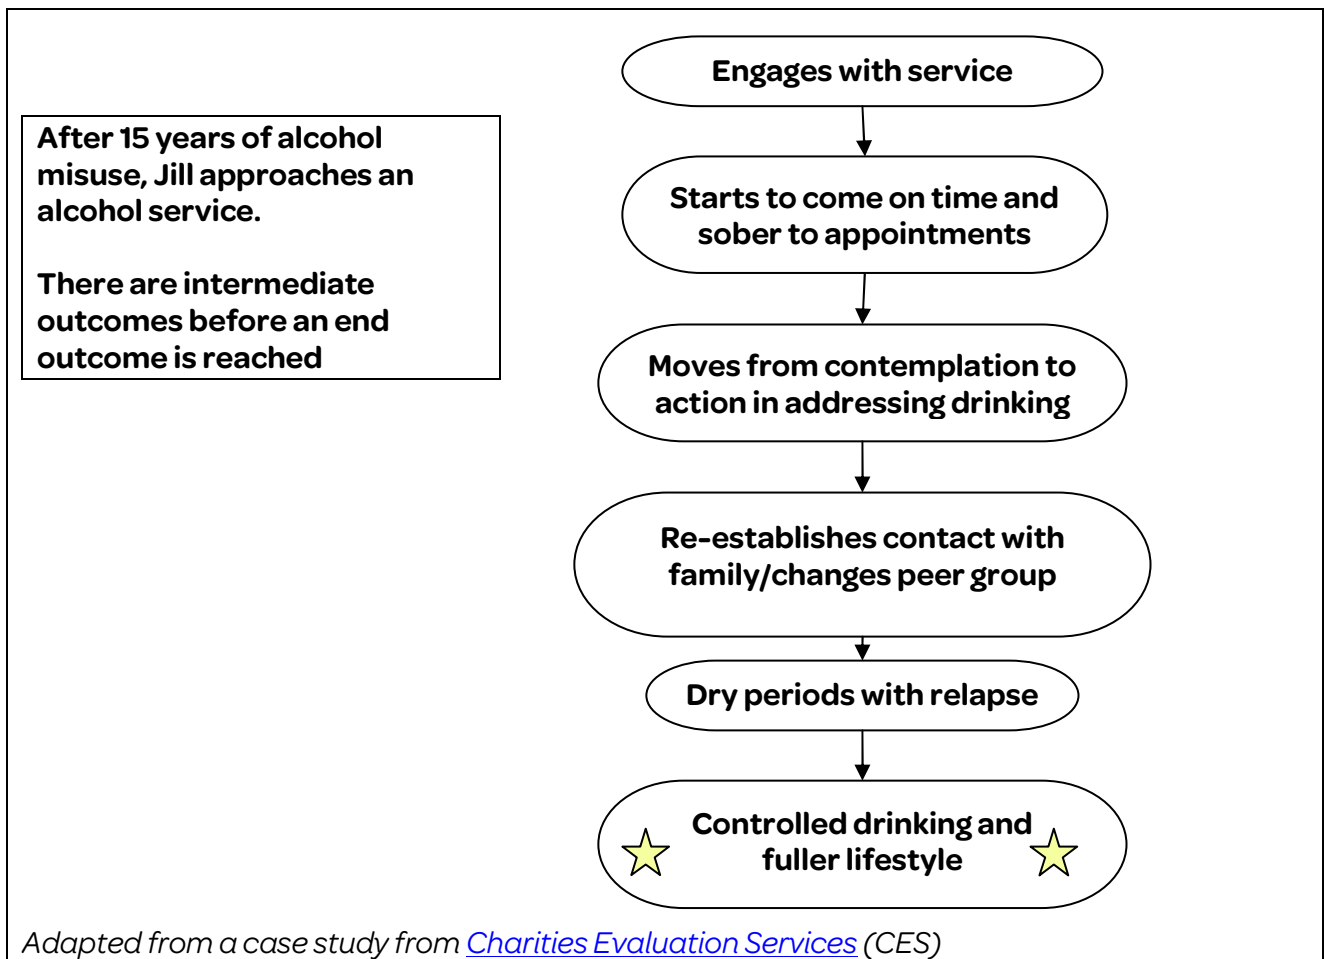 After 15 years of alcohol
misuse, Jill approaches an
alcohol service.
There are intermediate
outcomes before an end
outcome is reached
Engages with service
Starts to come on time and
sober to appointments
Moves from contemplation to
action in addressing drinking
Re-establishes contact with
family/changes peer group
Dry periods with relapse
Controlled drinking and
fuller lifestyle
Adapted from a case study from Charities Evaluation Services (CES)